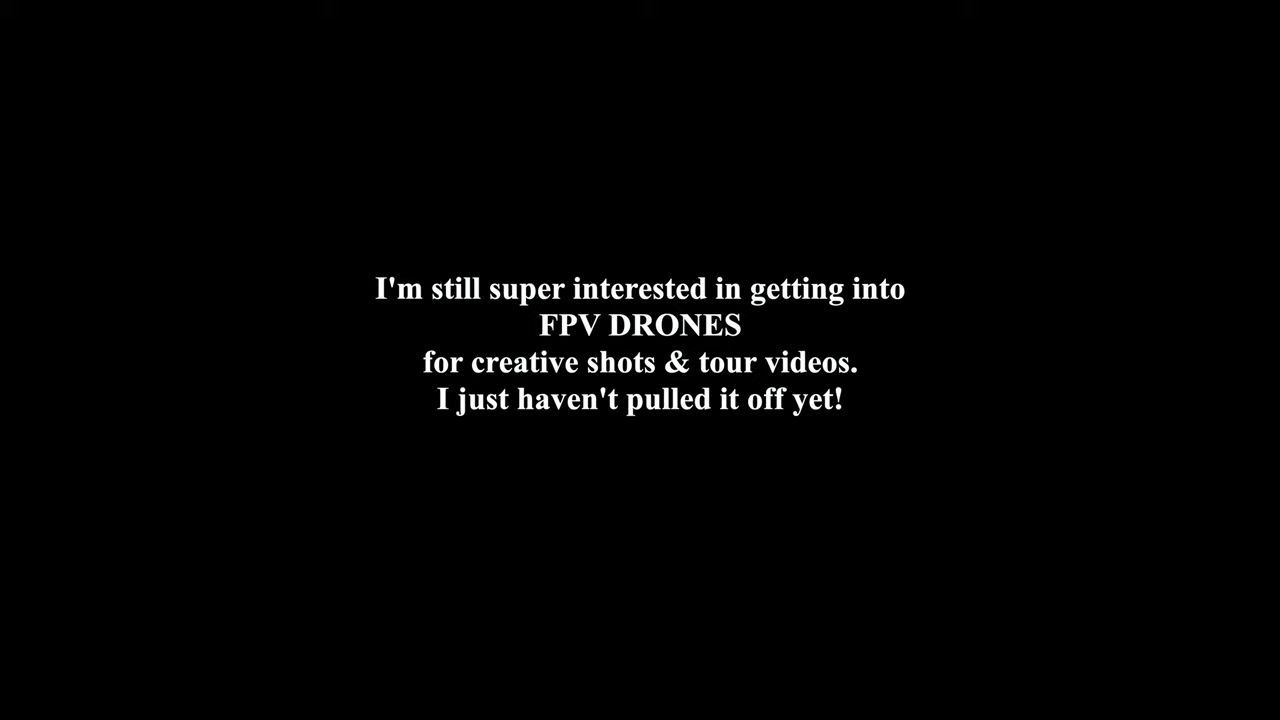 I'm still super interested in getting into
FPV DRONES
for creative shots & tour videos.
I just haven't pulled it off yet!